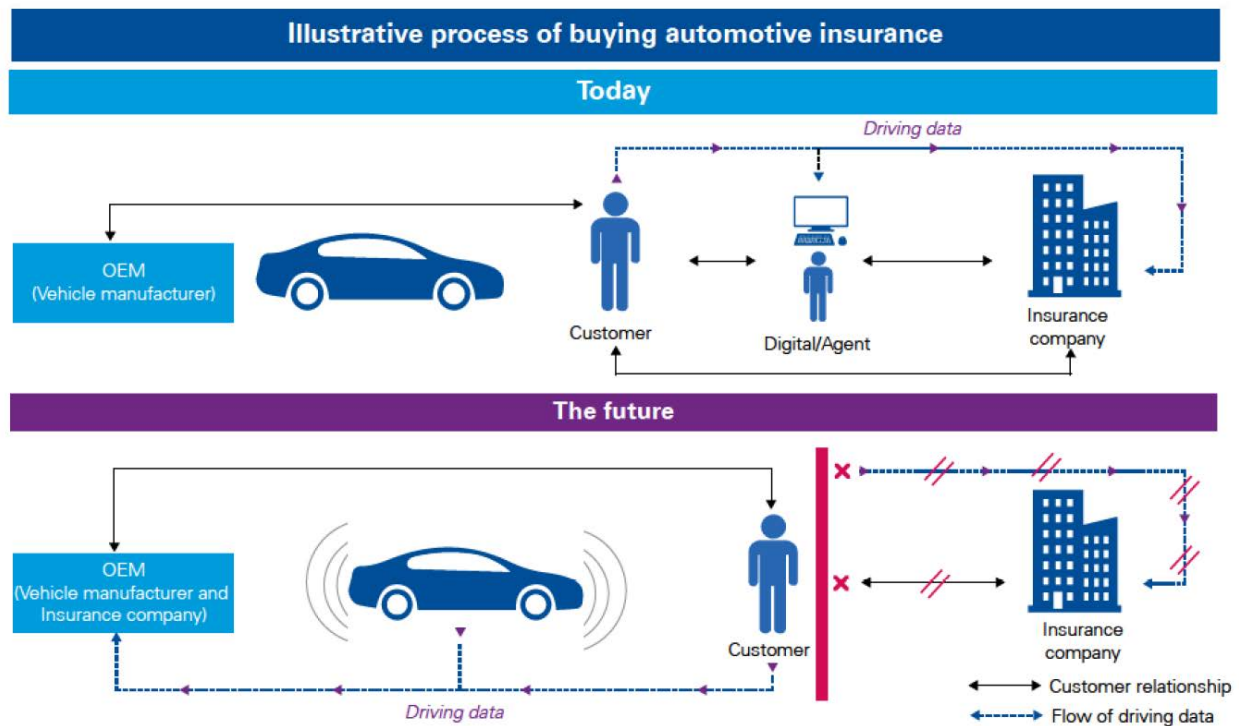 Illustrative process of buying automotive insurance
Today
Driving data
OEM
(Vehicle manufacturer)
Customer
Digital/Agent
Insurance
company
The future
OEM
(Vehicle manufacturer and
Insurance company)
Customer
Insurance
company
Driving data
Customer relationship
Flow of driving data